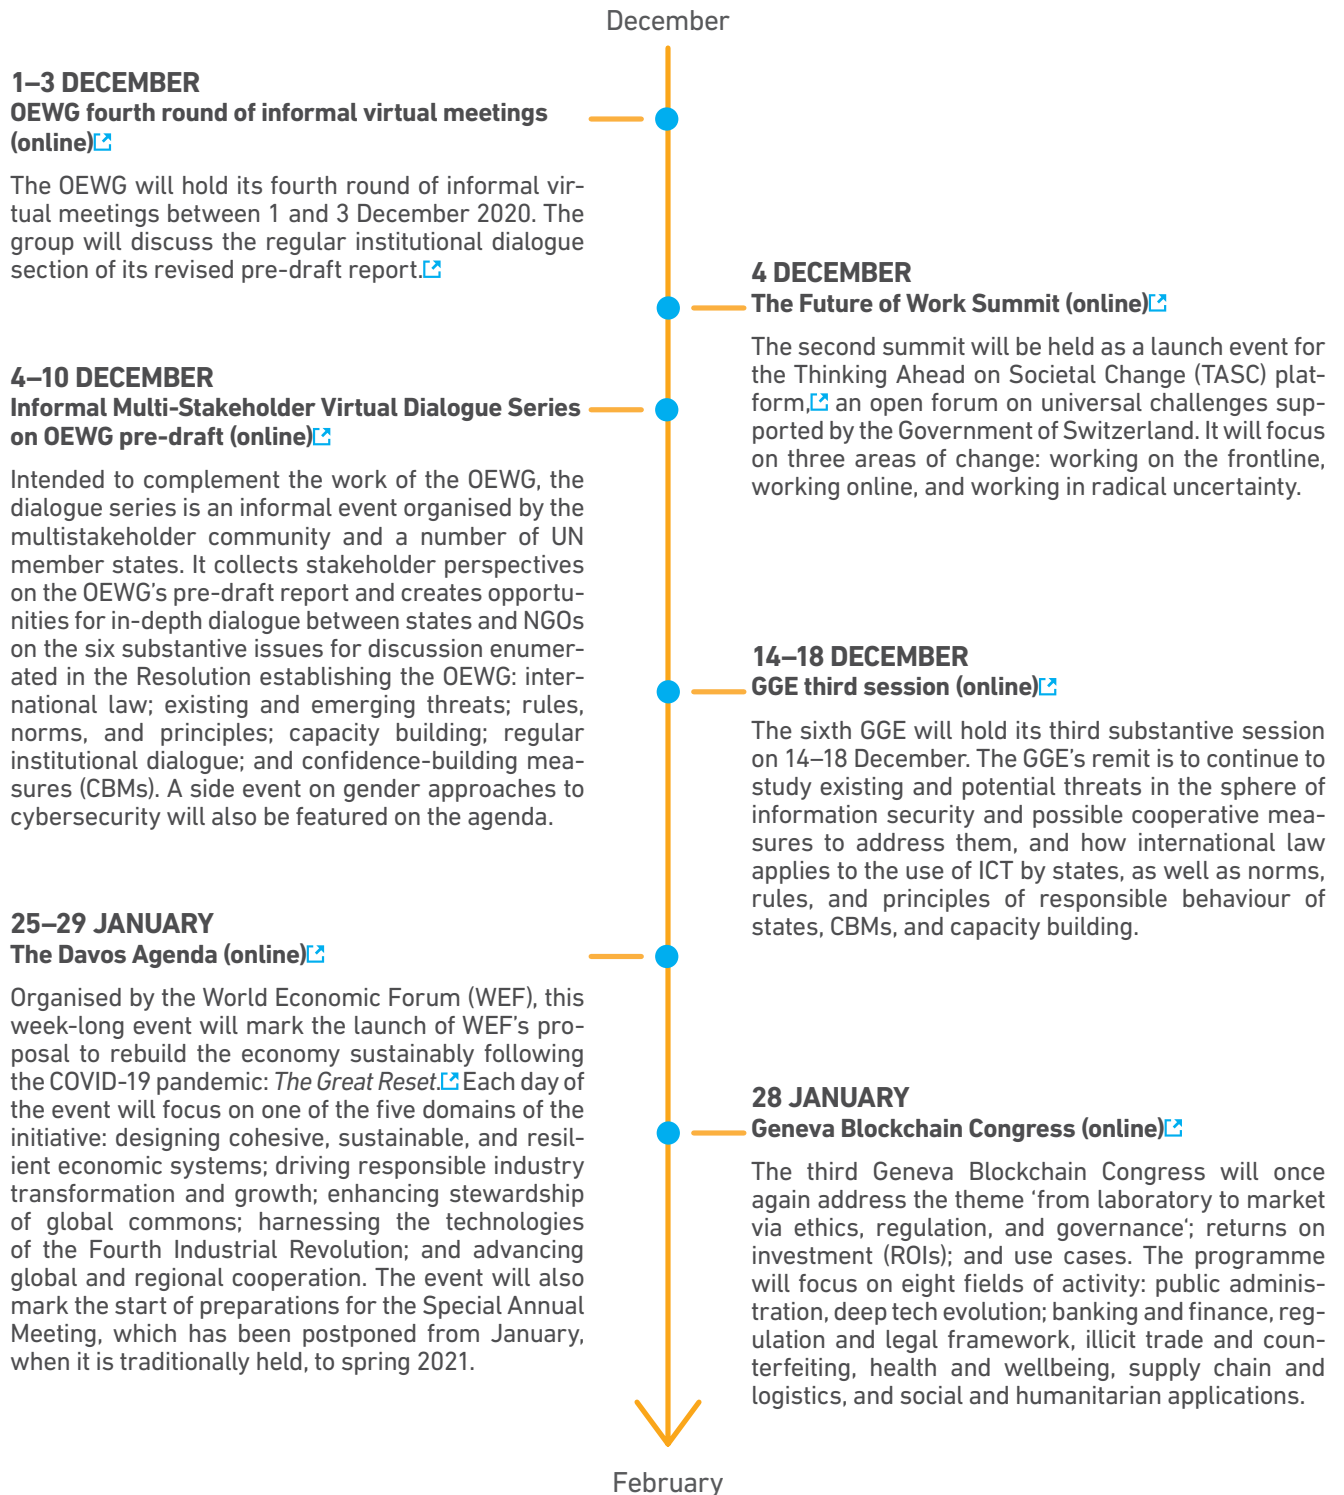 December
1–3 DECEMBER
OEWG fourth round of informal virtual meetings
(online)
The OEWG will hold its fourth round of informal vir-
tual meetings between 1 and 3 December 2020. The
group will discuss the regular institutional dialogue
section of its revised pre-draft report.
4 DECEMBER
The Future of Work Summit (online)
The second summit will be held as a launch event for
the Thinking Ahead on Societal Change (TASC) plat-
form, an open forum on universal challenges sup-
ported by the Government of Switzerland. It will focus
on three areas of change: working on the frontline,
working online, and working in radical uncertainty.
4–10 DECEMBER
Informal Multi-Stakeholder Virtual Dialogue Series
on OEWG pre-draft (online)
Intended to complement the work of the OEWG, the
dialogue series is an informal event organised by the
multistakeholder community and a number of UN
member states. It collects stakeholder perspectives
on the OEWG’s pre-draft report and creates opportu-
nities for in-depth dialogue between states and NGOs
on the six substantive issues for discussion enumer-
ated in the Resolution establishing the OEWG: inter-
national law; existing and emerging threats; rules,
norms, and principles; capacity building; regular
institutional dialogue; and confidence-building mea-
sures (CBMs). A side event on gender approaches to
cybersecurity will also be featured on the agenda.
14–18 DECEMBER
GGE third session (online)
The sixth GGE will hold its third substantive session
on 14–18 December. The GGE’s remit is to continue to
study existing and potential threats in the sphere of
information security and possible cooperative mea-
sures to address them, and how international law
applies to the use of ICT by states, as well as norms,
rules, and principles of responsible behaviour of
states, CBMs, and capacity building.
25–29 JANUARY
The Davos Agenda (online)
Organised by the World Economic Forum (WEF), this
week-long event will mark the launch of WEF’s pro-
posal to rebuild the economy sustainably following
the COVID-19 pandemic: The Great Reset. Each day of
the event will focus on one of the five domains of the
initiative: designing cohesive, sustainable, and resil-
ient economic systems; driving responsible industry
transformation and growth; enhancing stewardship
of global commons; harnessing the technologies
of the Fourth Industrial Revolution; and advancing
global and regional cooperation. The event will also
mark the start of preparations for the Special Annual
Meeting, which has been postponed from January,
when it is traditionally held, to spring 2021.
28 JANUARY
Geneva Blockchain Congress (online)
The third Geneva Blockchain Congress will once
again address the theme ‘from laboratory to market
via ethics, regulation, and governance‘; returns on
investment (ROIs); and use cases. The programme
will focus on eight fields of activity: public adminis-
tration, deep tech evolution; banking and finance, reg-
ulation and legal framework, illicit trade and coun-
terfeiting, health and wellbeing, supply chain and
logistics, and social and humanitarian applications.
February